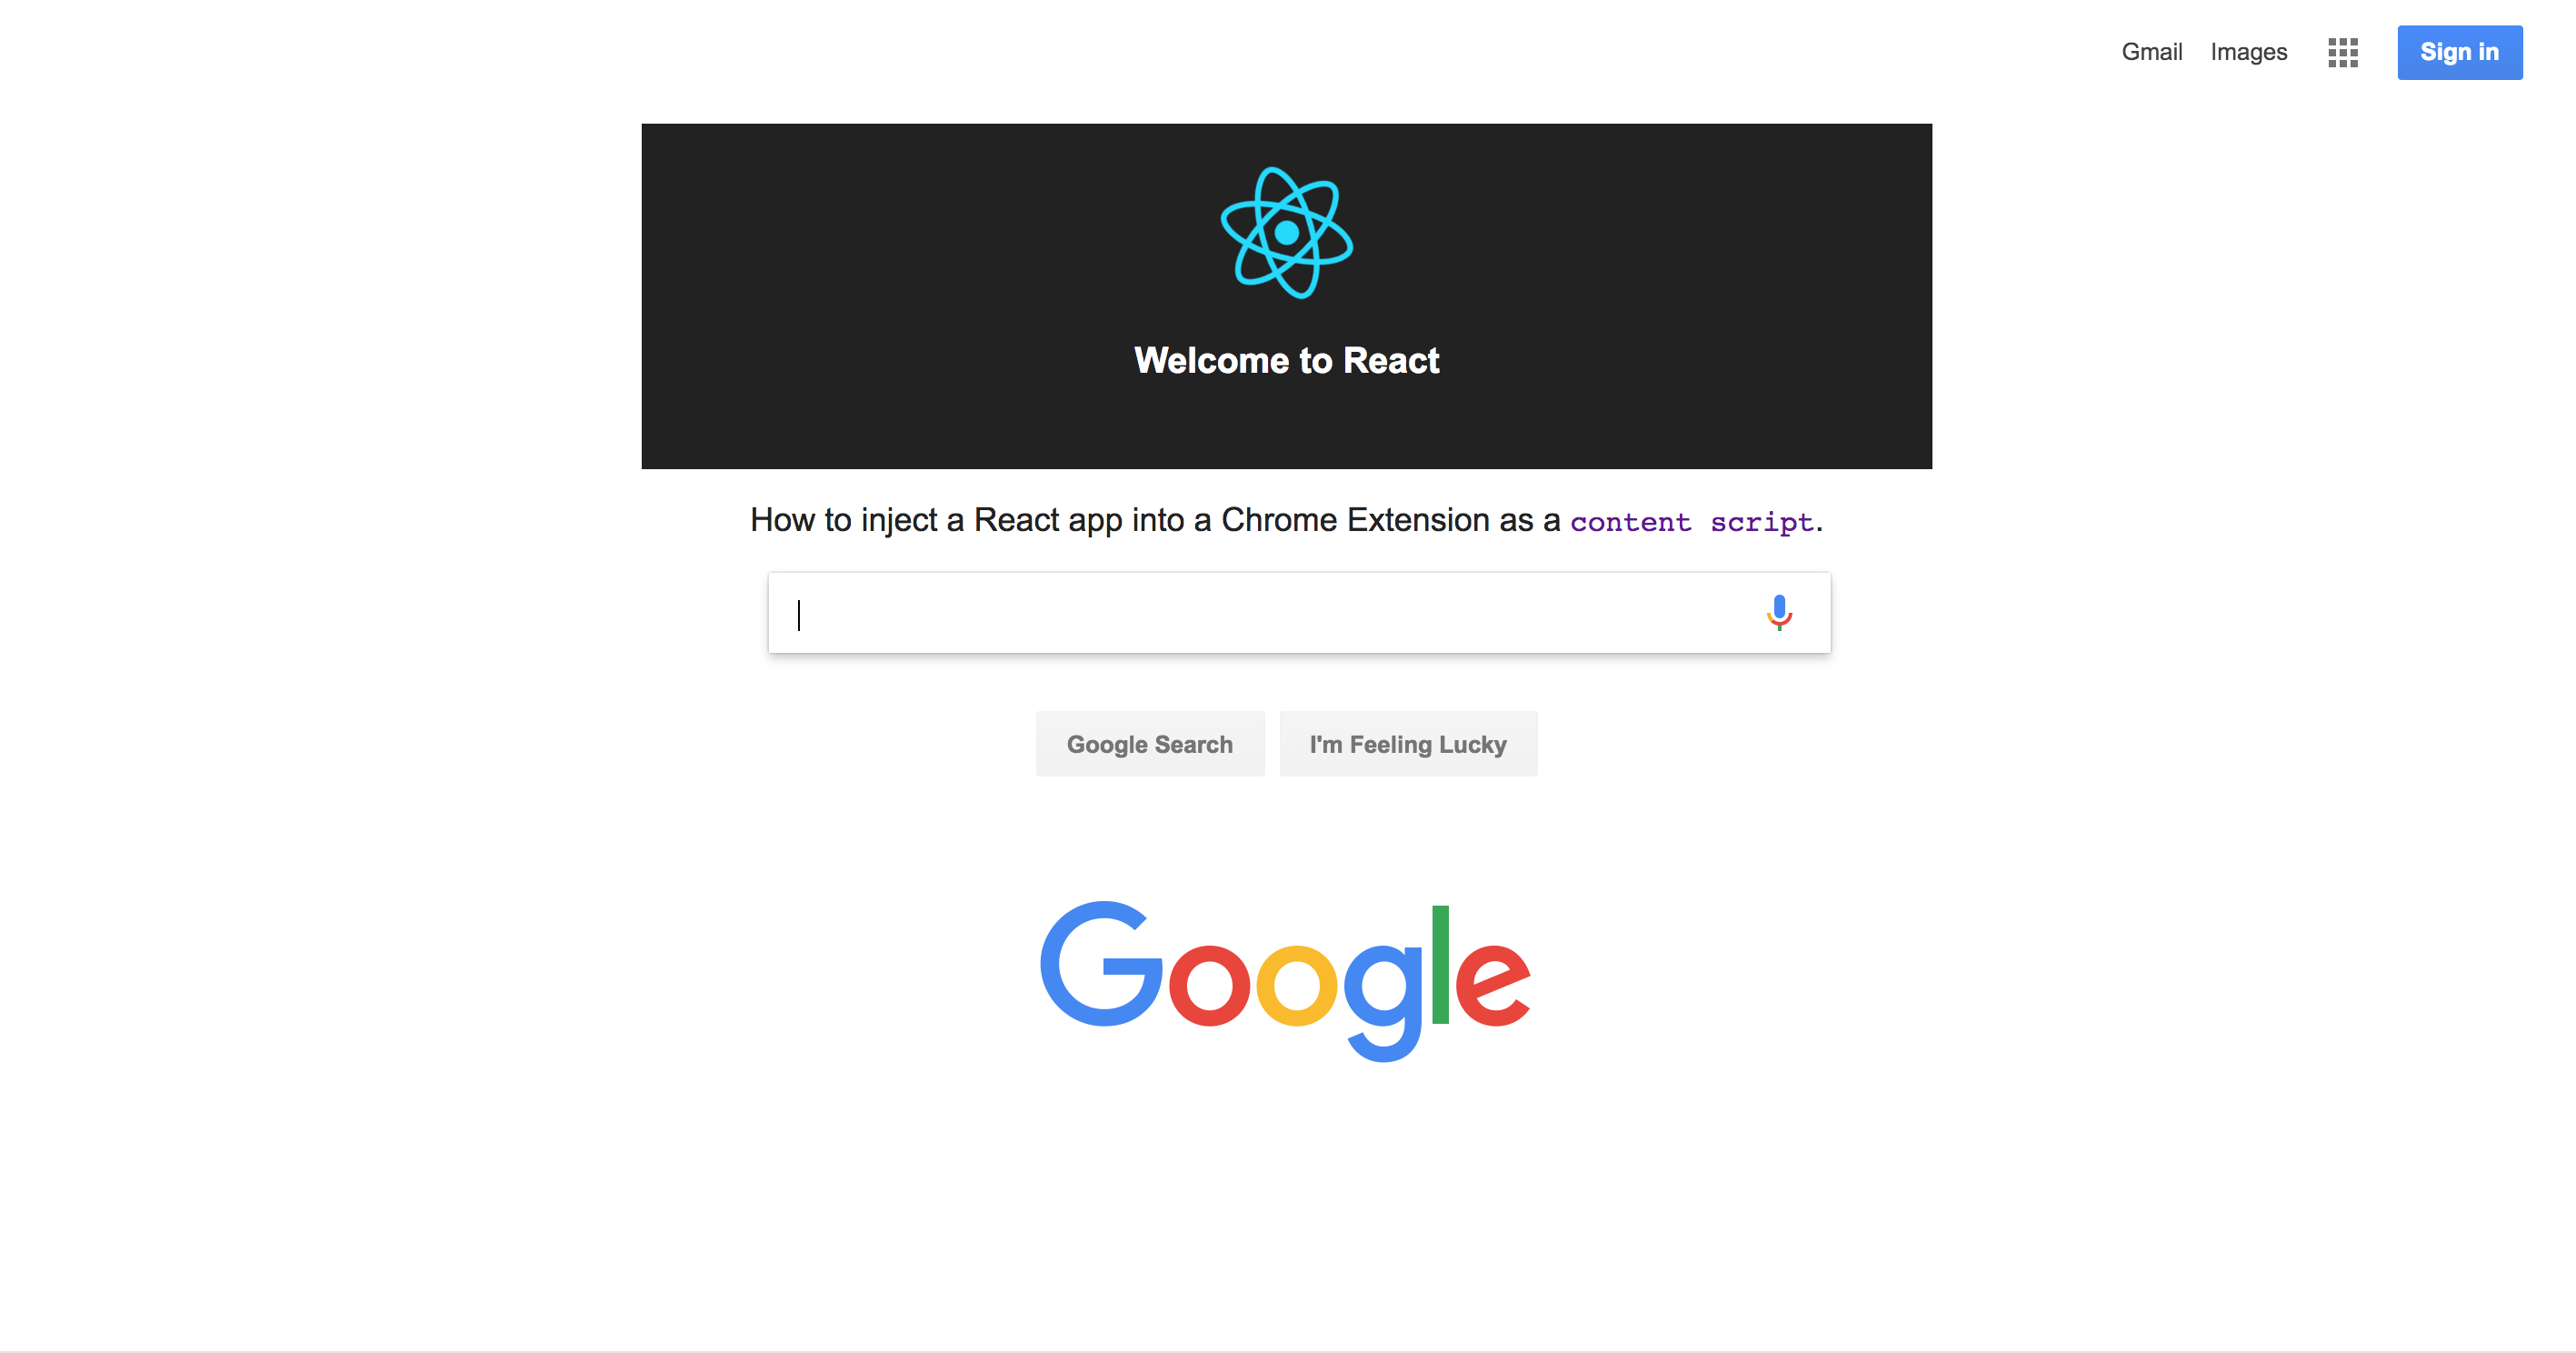 Gmail Images Sign in
Welcome to React
How to inject a React app into a Chrome Extension as a content script.
Google Search I'm Feeling Lucky
Google